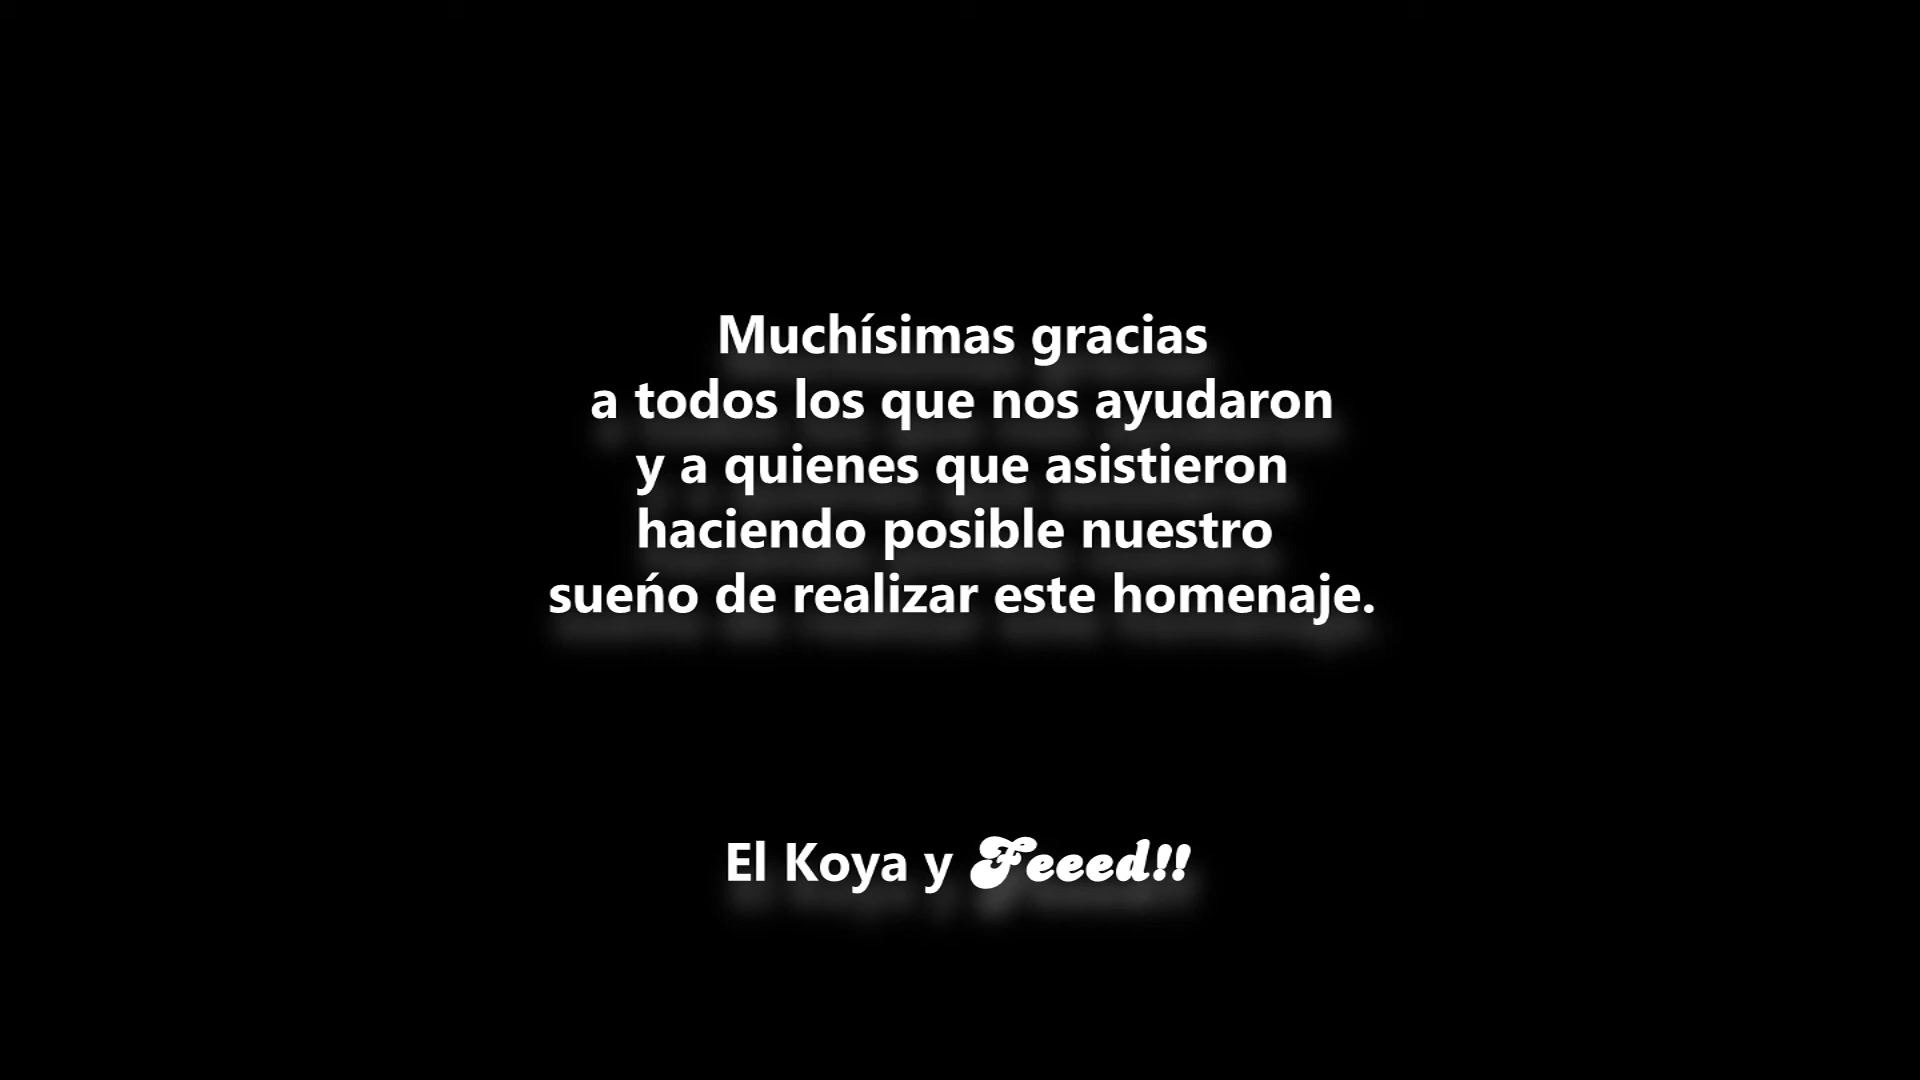 Muchísimas gracias
a todos los que nos ayudaron
y a quienes que asistieron
haciendo posible nuestro
sueńo de realizar este homenaje.
El Koya y Feeed!!